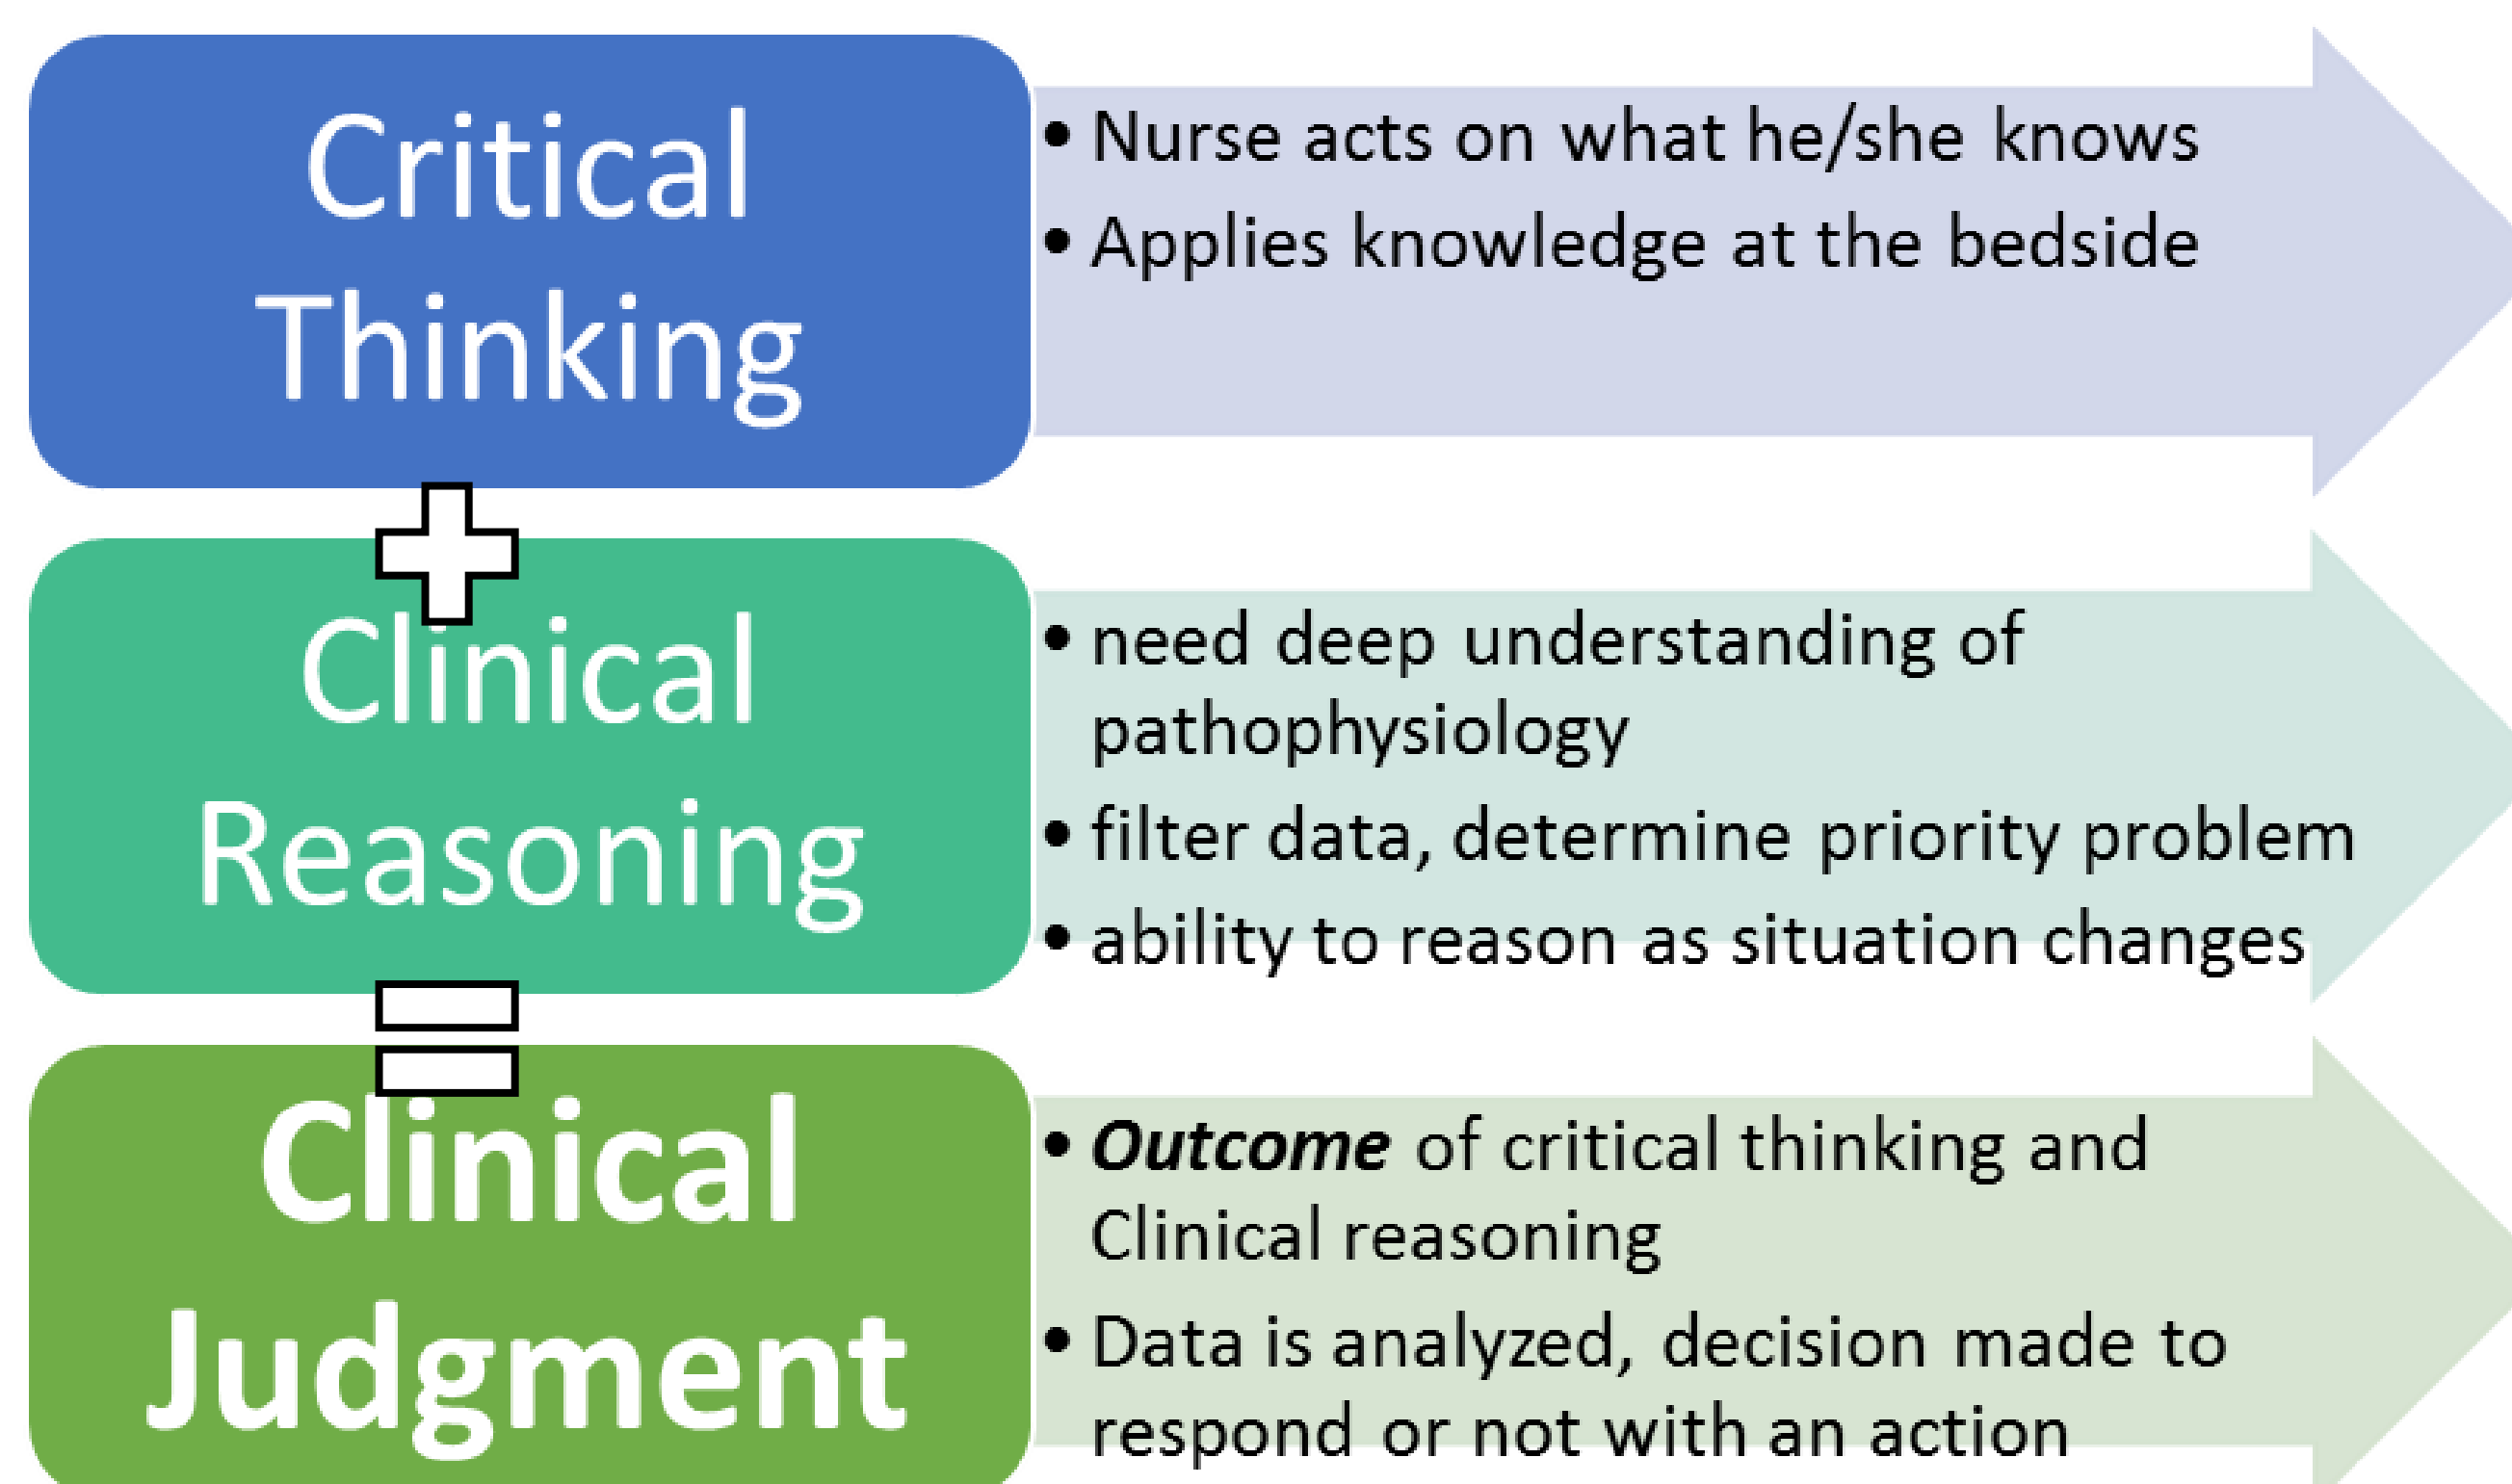 Critical
Thinking
• Nurse acts on what he/she knows
• Applies knowledge at the bedside
Clinical
Reasoning
• need deep understanding of
pathophysiology
• filter data, determine priority problem
• ability to reason as situation changes
Clinical
Judgment
• Outcome of critical thinking and
Clinical reasoning
• Data is analyzed, decision made to
respond or not with an action